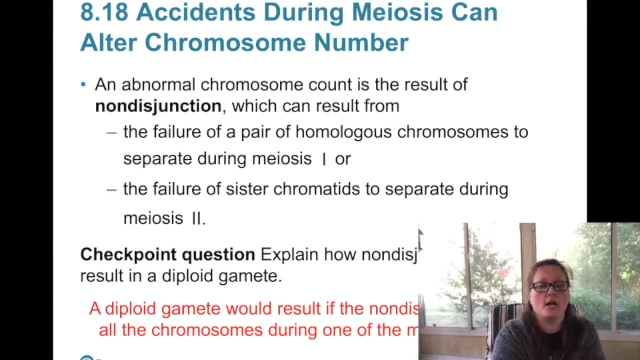 8.18 Accidents During Meiosis Can
Alter Chromosome Number
• An abnormal chromosome count is the result of
nondisjunction, which can result from
– the failure of a pair of homologous chromosomes to
separate during meiosis I or
– the failure of sister chromatids to separate during
meiosis II.
Checkpoint question Explain how
result in a diploid gamete.
A diploid gamete would result if the
all the chromosomes during one of the